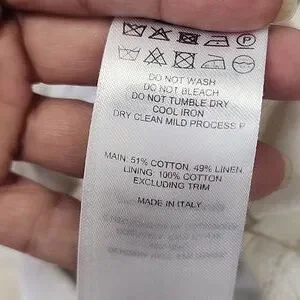 P
DO NOT WASH
DO NOT BLEACH
DO NOT TUMBLE DRY
COOL IRON
DRY CLEAN MILD PROCESS P
MAIN: 51% COTTON, 49% LINEN
LINING: 100% COTTON
EXCLUDING TRIM
MADE IN ITALY